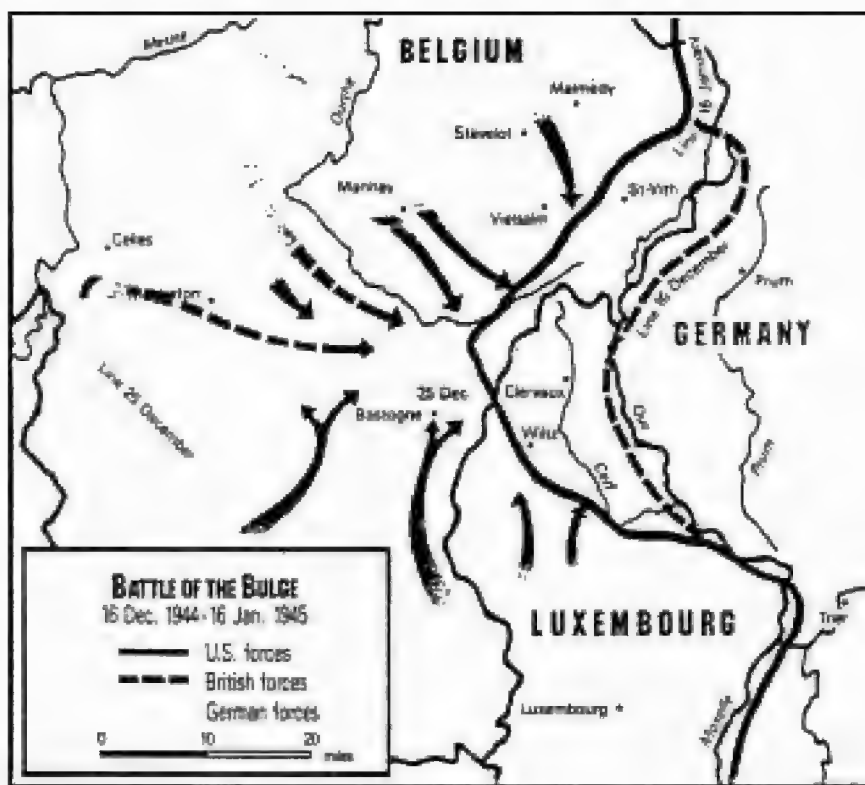 BELGIUM
Meuse
Ourthe
Malmedy
Stavelot
Line 16 January
Manhay
Vielsalm
St-Vith
Celles
Prum
Line 16 December
GERMANY
Line 25 December
25 Dec.
Bastogne
Clervaux
Wiltz
Our
Prum
BATTLE OF THE BULGE
16 Dec. 1944-16 Jan. 1945
U.S. forces
British forces
German forces
0 10 20
miles
LUXEMBOURG
Luxembourg
Trier
Moselle